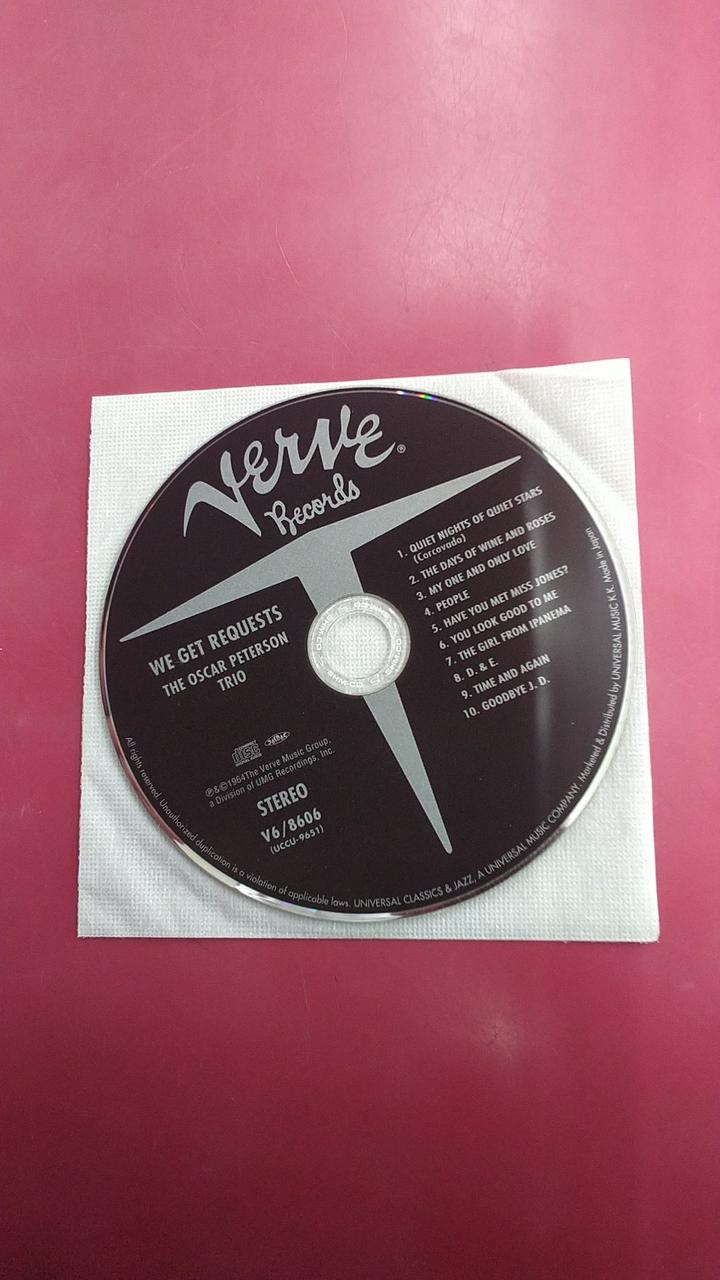 Verve®
Records
WE GET REQUESTS
THE OSCAR PETERSON
TRIO
1. QUIET NIGHTS OF QUIET STARS
(Corcovado)
2. THE DAYS OF WINE AND ROSES
3. MY ONE AND ONLY LOVE
4. PEOPLE
5. HAVE YOU MET MISS JONES?
6. YOU LOOK GOOD TO ME
7. THE GIRL FROM IPANEMA
8. D. & E.
9. TIME AND AGAIN
10. GOODBYE J. D.
disc
℗&©1964 The Verve Music Group,
a Division of UMG Recordings, Inc.
STEREO
V6/8606
(UCCU-9651)
All rights reserved. Unauthorized duplication is a violation of applicable laws. UNIVERSAL CLASSICS & JAZZ, A UNIVERSAL MUSIC COMPANY. Marketed & Distributed by UNIVERSAL MUSIC K.K. Made in Japan